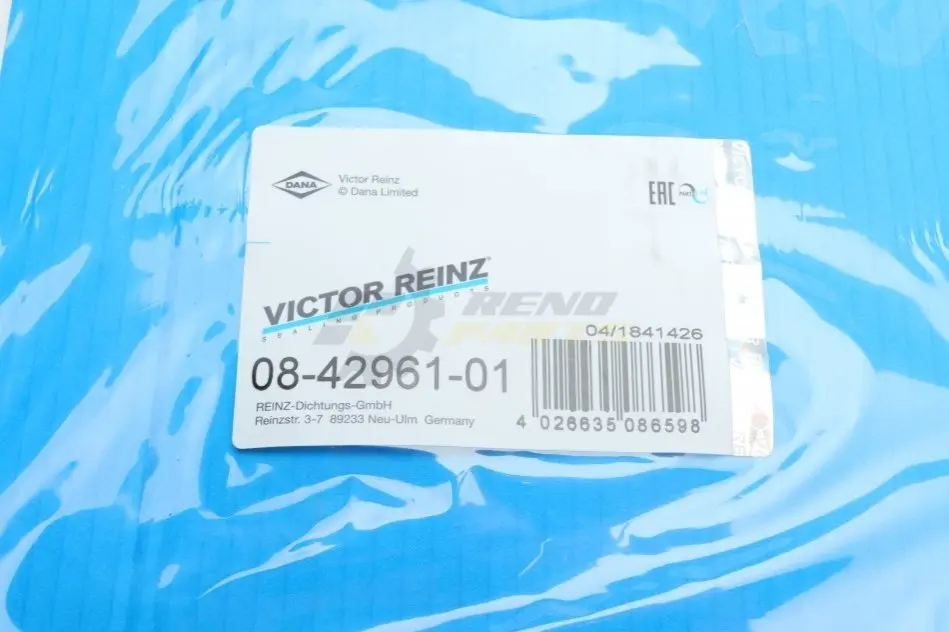 DANA
Victor Reinz
© Dana Limited
EAC
VICTOR REINZ®
SEALING PRODUCTS
RENO
PARTS
04/1841426
08-42961-01
REINZ-Dichtungs-GmbH
Reinzstr. 3-7 89233 Neu-Ulm Germany
4 026635 086598